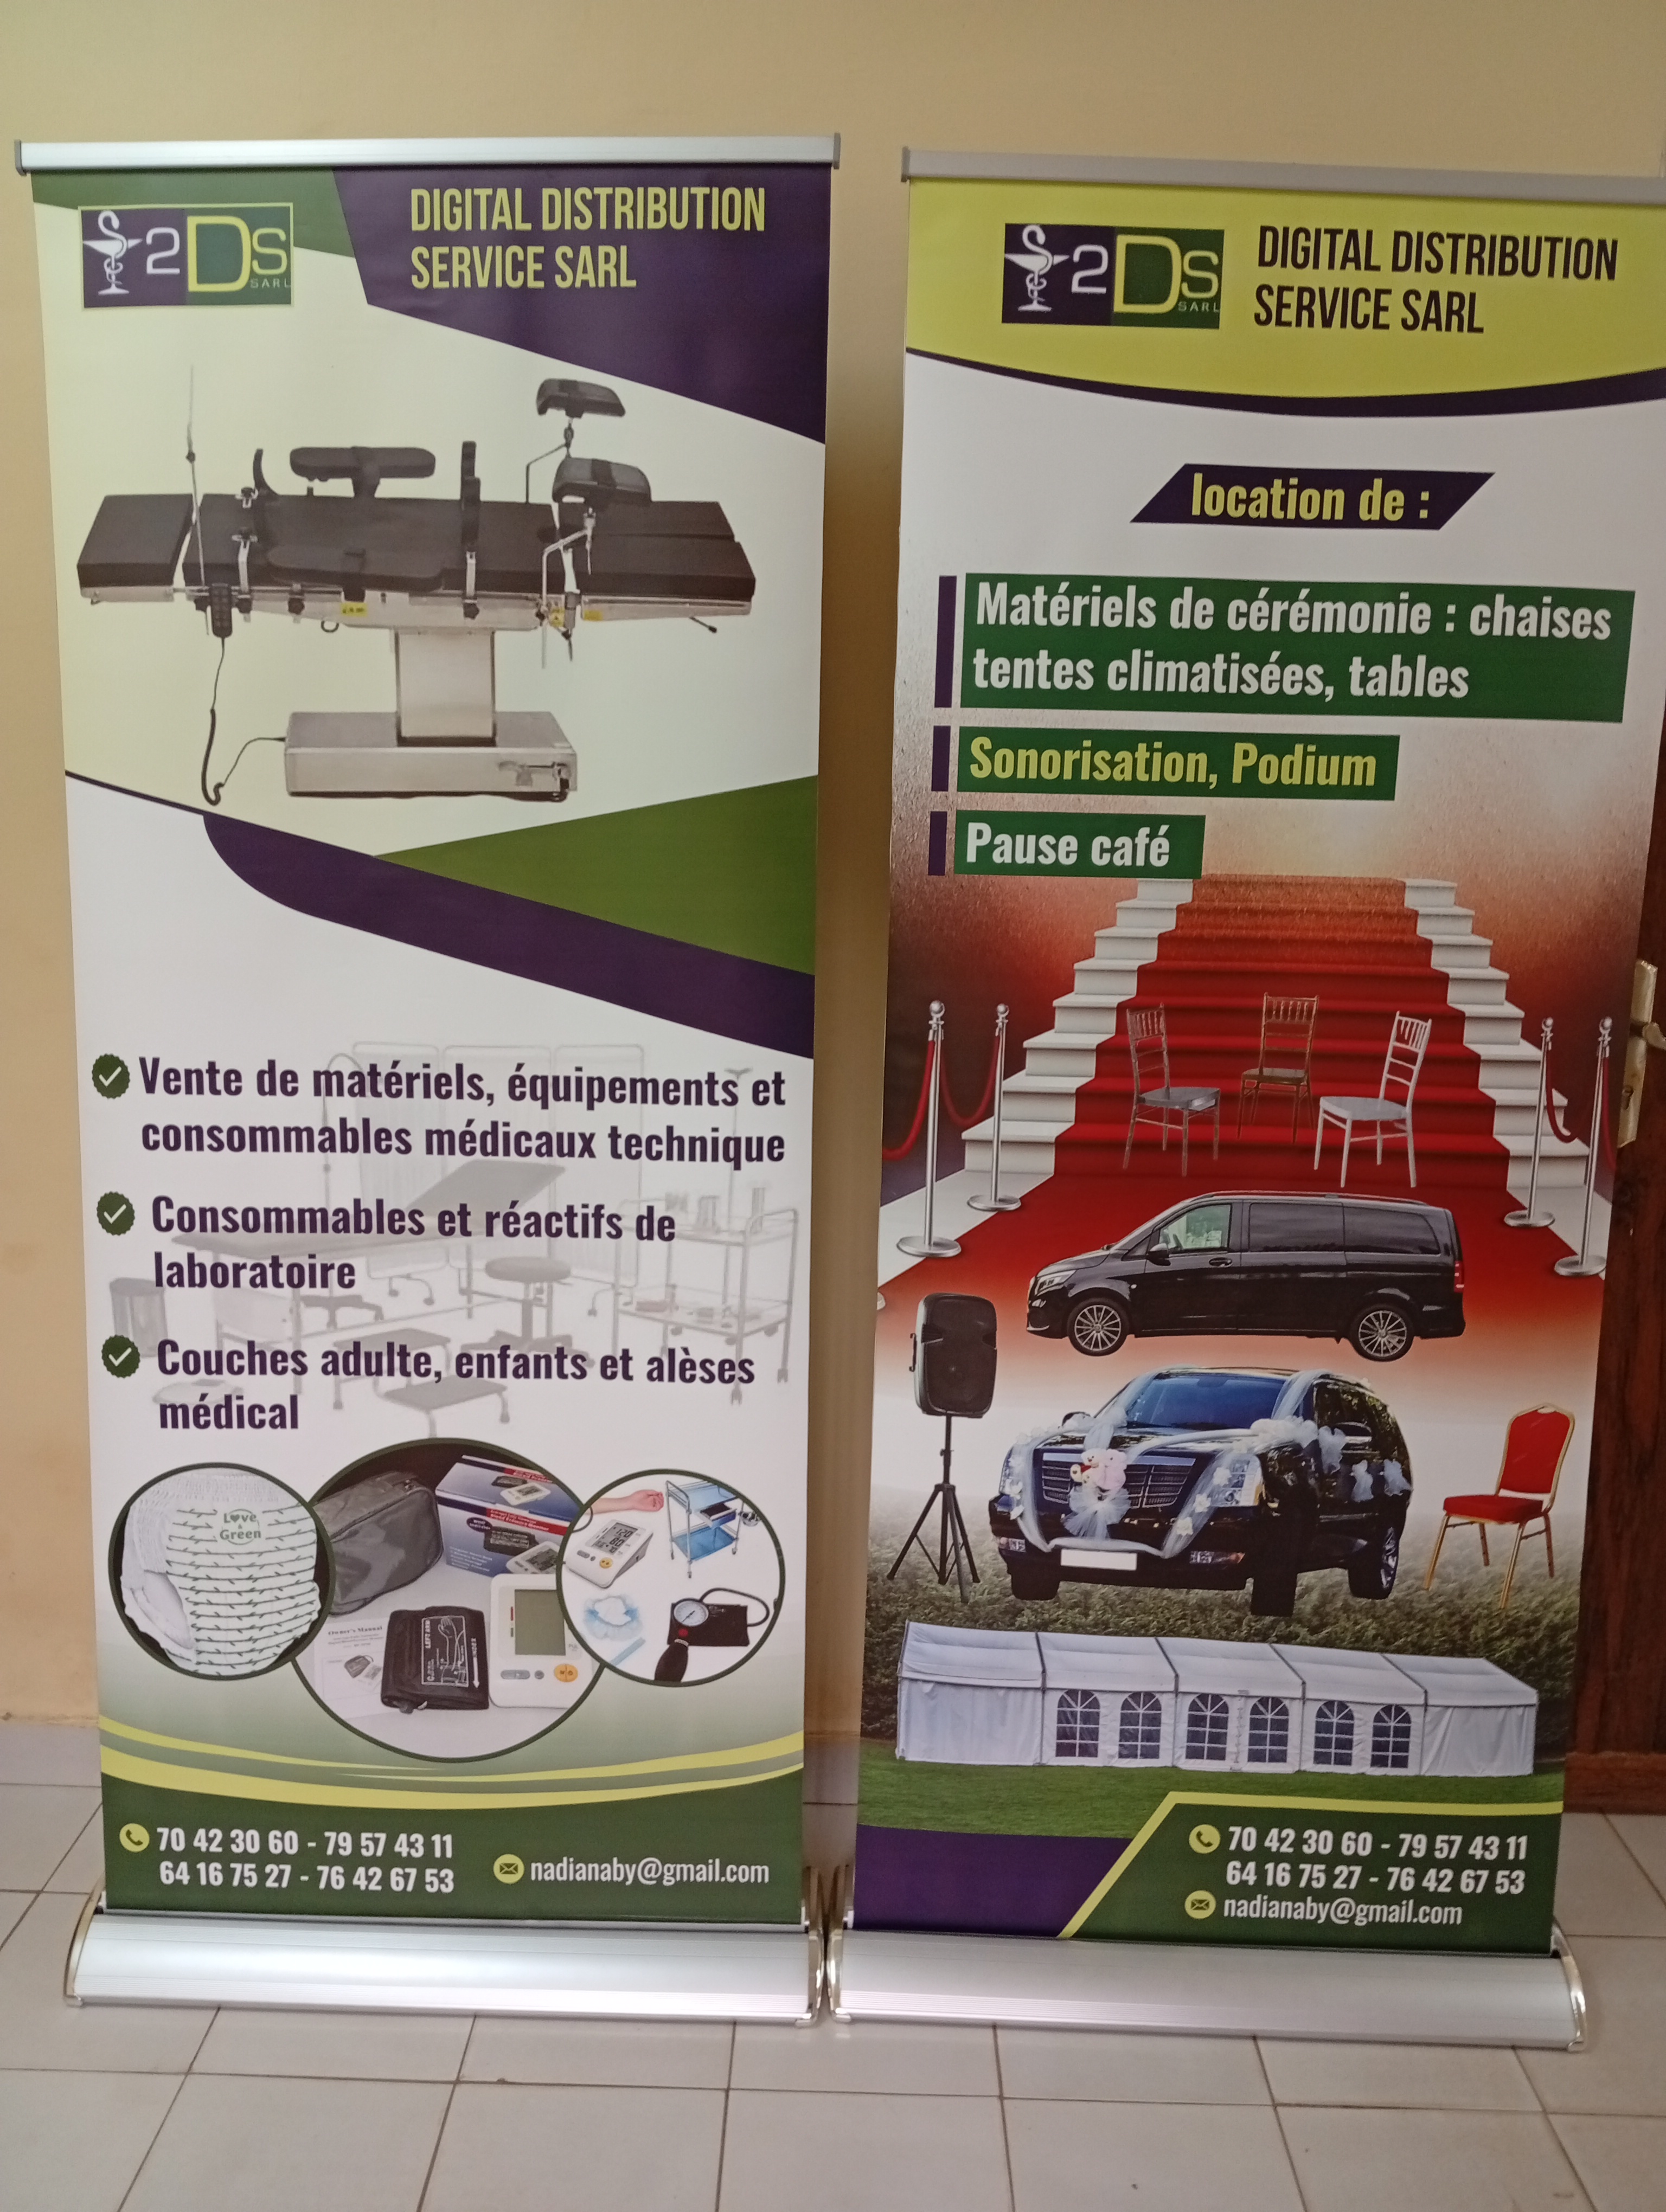 2DS
SARL
DIGITAL DISTRIBUTION
SERVICE SARL
Vente de matériels, équipements et
consommables médicaux technique
Consommables et réactifs de
laboratoire
Couches adulte, enfants et alèses
médical
Love
Green
Owner's Manual
LEFT ARM
70 42 30 60 - 79 57 43 11
64 16 75 27 - 76 42 67 53
nadianaby@gmail.com
2DS
SARL
DIGITAL DISTRIBUTION
SERVICE SARL
location de :
Matériels de cérémonie : chaises
tentes climatisées, tables
Sonorisation, Podium
Pause café
70 42 30 60 - 79 57 43 11
64 16 75 27 - 76 42 67 53
nadianaby@gmail.com